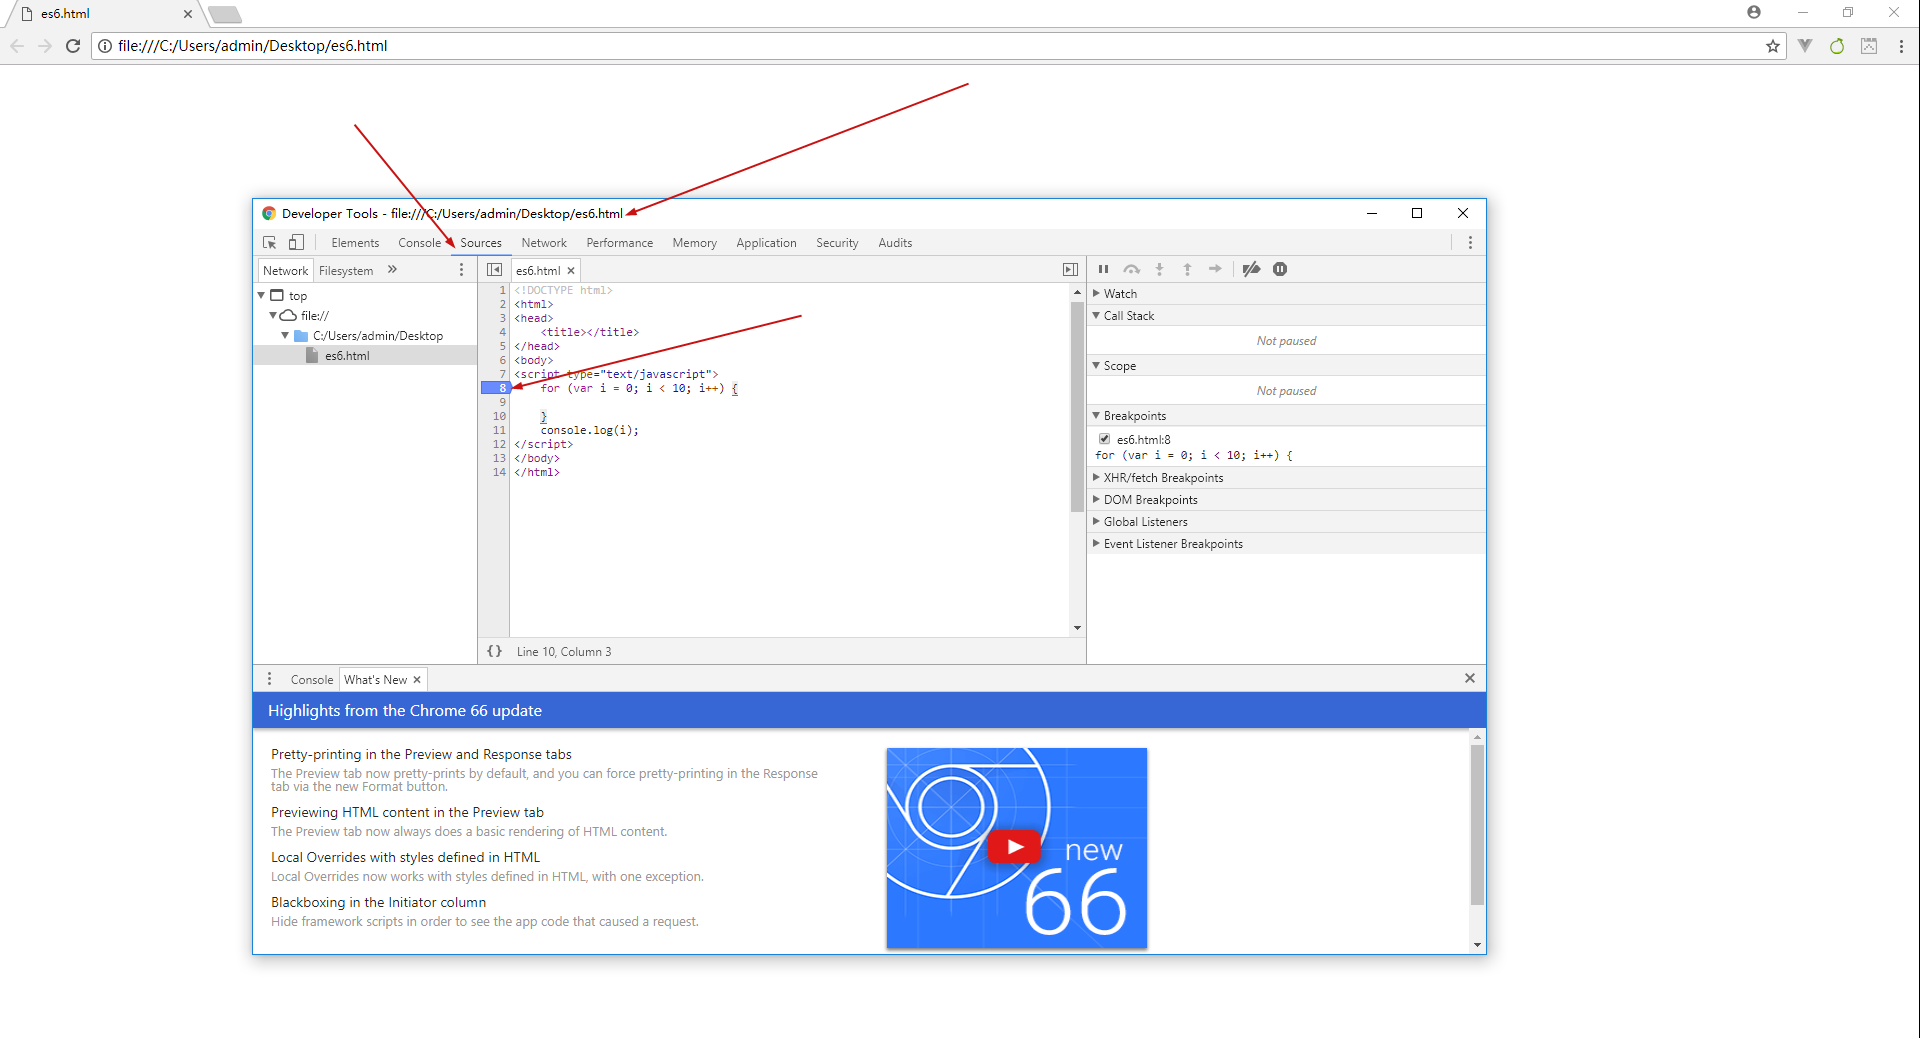 es6.html
file:///C:/Users/admin/Desktop/es6.html
Developer Tools - file:///C:/Users/admin/Desktop/es6.html
Elements Console Sources Network Performance Memory Application Security Audits
Network Filesystem »
es6.html
top
file://
C:/Users/admin/Desktop
es6.html
1 <!DOCTYPE html>
2 <html>
3 <head>
4 <title></title>
5 </head>
6 <body>
7 <script type="text/javascript">
8 for (var i = 0; i < 10; i++) {
9
10 }
11 console.log(i);
12 </script>
13 </body>
14 </html>
{} Line 10, Column 3
Watch
Call Stack
Not paused
Scope
Not paused
Breakpoints
es6.html:8
for (var i = 0; i < 10; i++) {
XHR/fetch Breakpoints
DOM Breakpoints
Global Listeners
Event Listener Breakpoints
Console What's New
Highlights from the Chrome 66 update
Pretty-printing in the Preview and Response tabs
The Preview tab now pretty-prints by default, and you can force pretty-printing in the Response
tab via the new Format button.
Previewing HTML content in the Preview tab
The Preview tab now always does a basic rendering of HTML content.
Local Overrides with styles defined in HTML
Local Overrides now works with styles defined in HTML, with one exception.
Blackboxing in the Initiator column
Hide framework scripts in order to see the app code that caused a request.
new
66